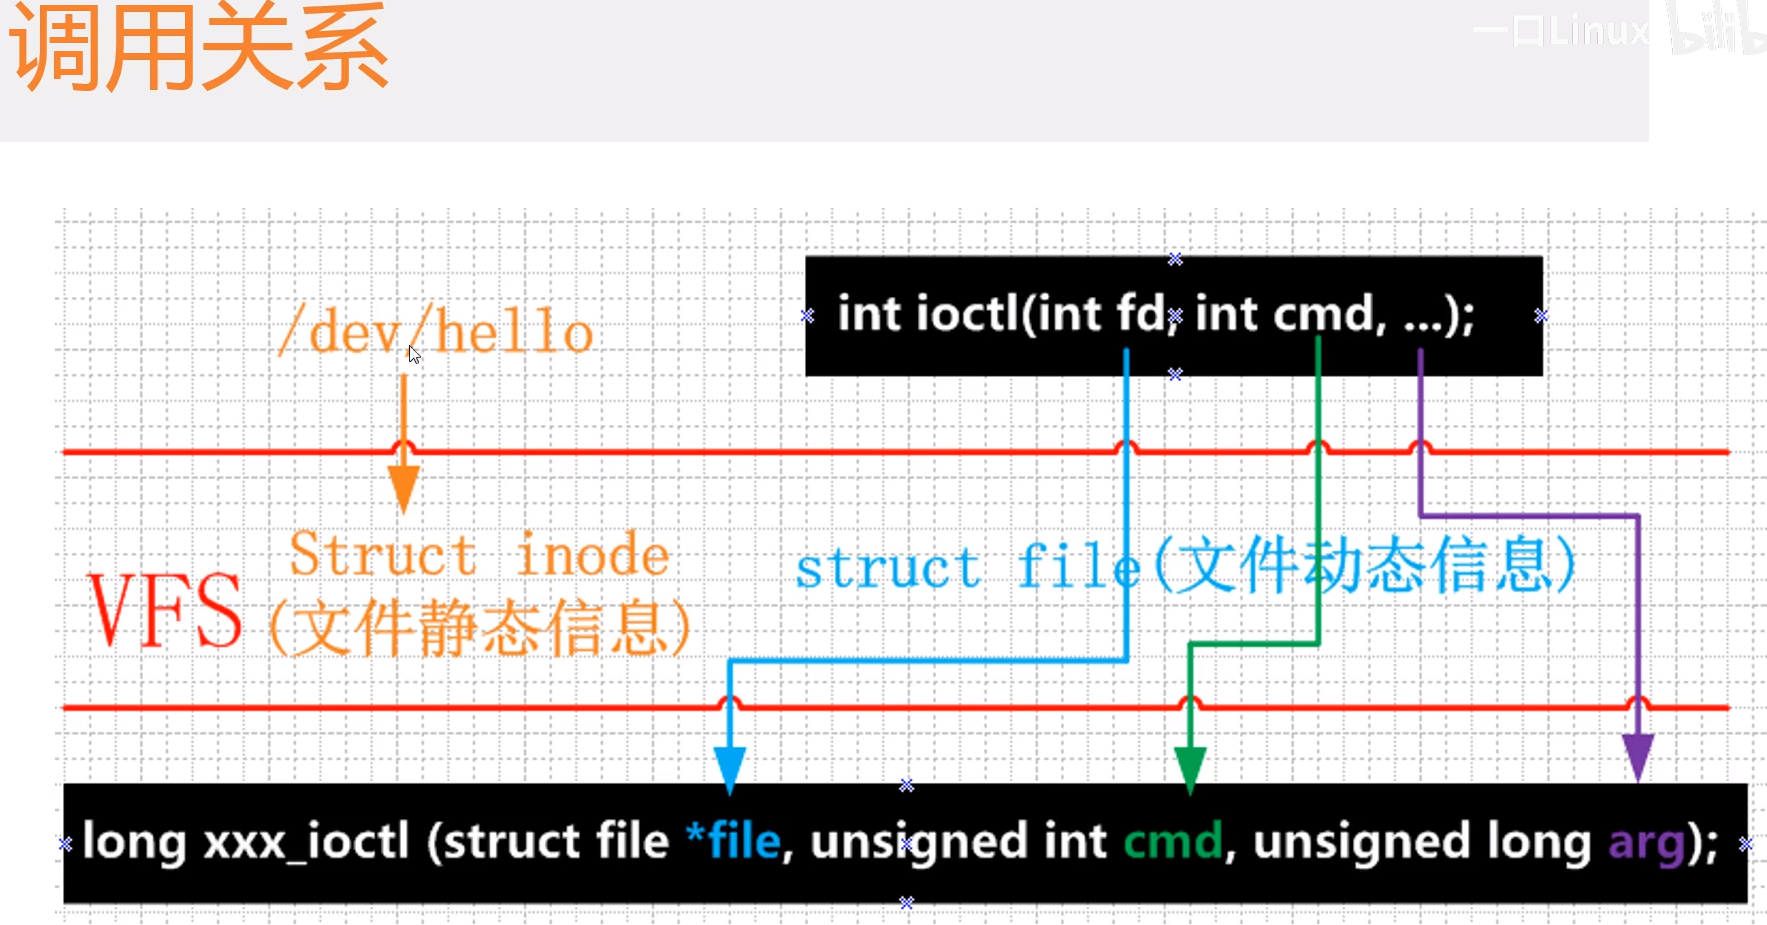 调用关系
一口Linux
bilib
/dev/hello
int ioctl(int fd, int cmd, ...);
VFS
Struct inode
(文件静态信息)
struct file(文件动态信息)
long xxx_ioctl (struct file *file, unsigned int cmd, unsigned long arg);